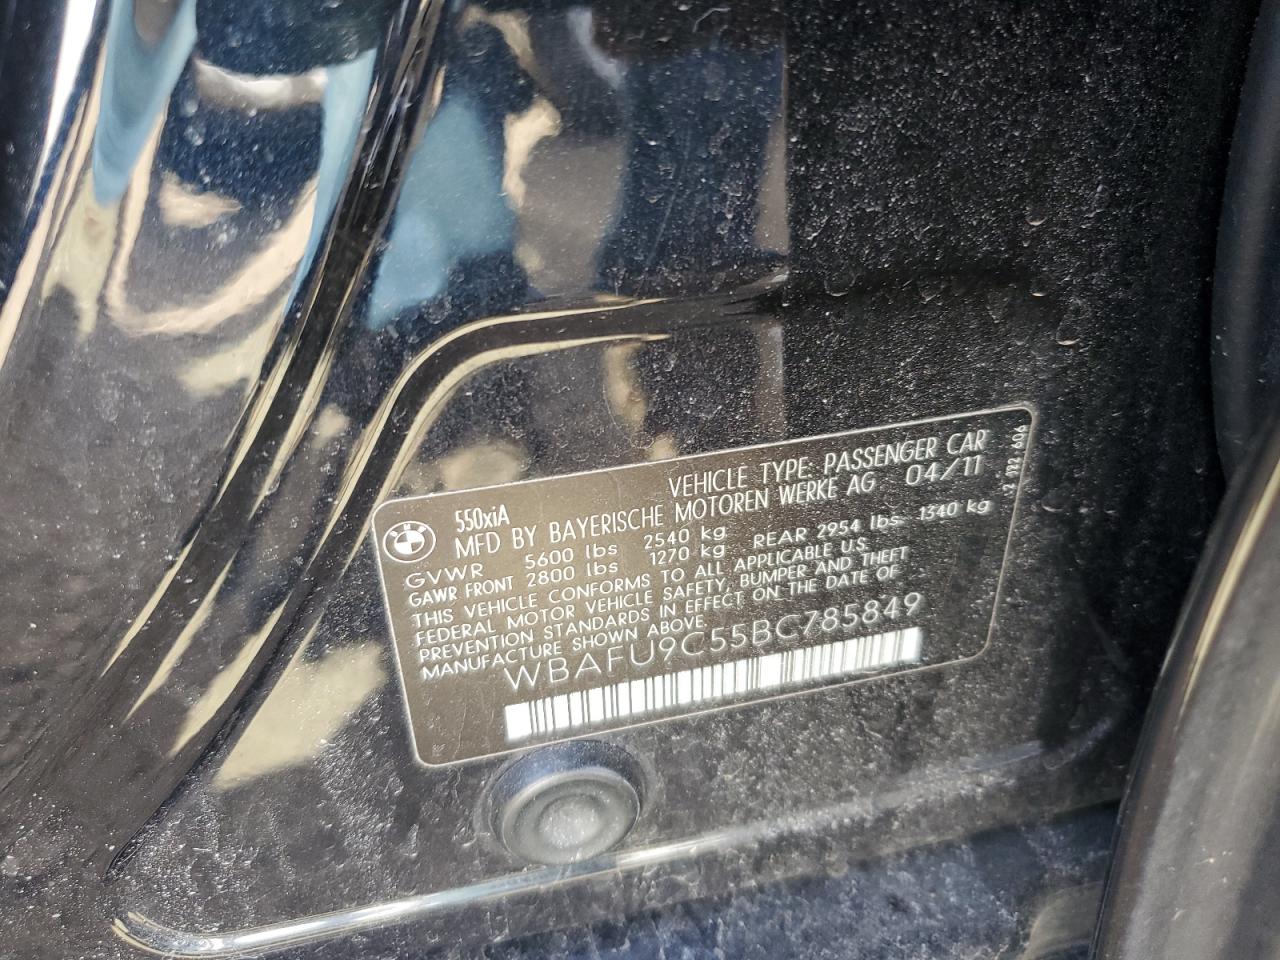 BMW
550xiA
VEHICLE TYPE: PASSENGER CAR
MFD BY BAYERISCHE MOTOREN WERKE AG 04/11
GVWR 5600 lbs 2540 kg
GAWR FRONT 2800 lbs 1270 kg REAR 2954 lbs 1340 kg
THIS VEHICLE CONFORMS TO ALL APPLICABLE U.S.
FEDERAL MOTOR VEHICLE SAFETY, BUMPER AND THEFT
PREVENTION STANDARDS IN EFFECT ON THE DATE OF
MANUFACTURE SHOWN ABOVE.
WBAFU9C55BC785849
606